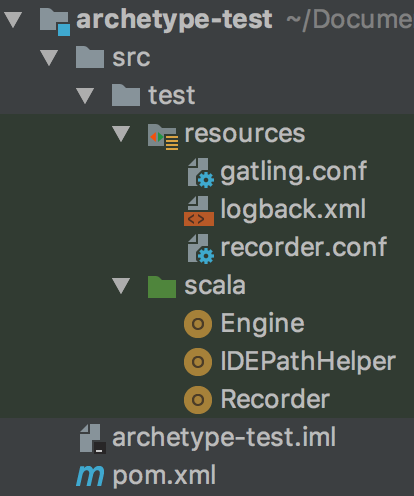 archetype-test ~/Docume
src
test
resources
gatling.conf
logback.xml
recorder.conf
scala
Engine
IDEPathHelper
Recorder
archetype-test.iml
pom.xml